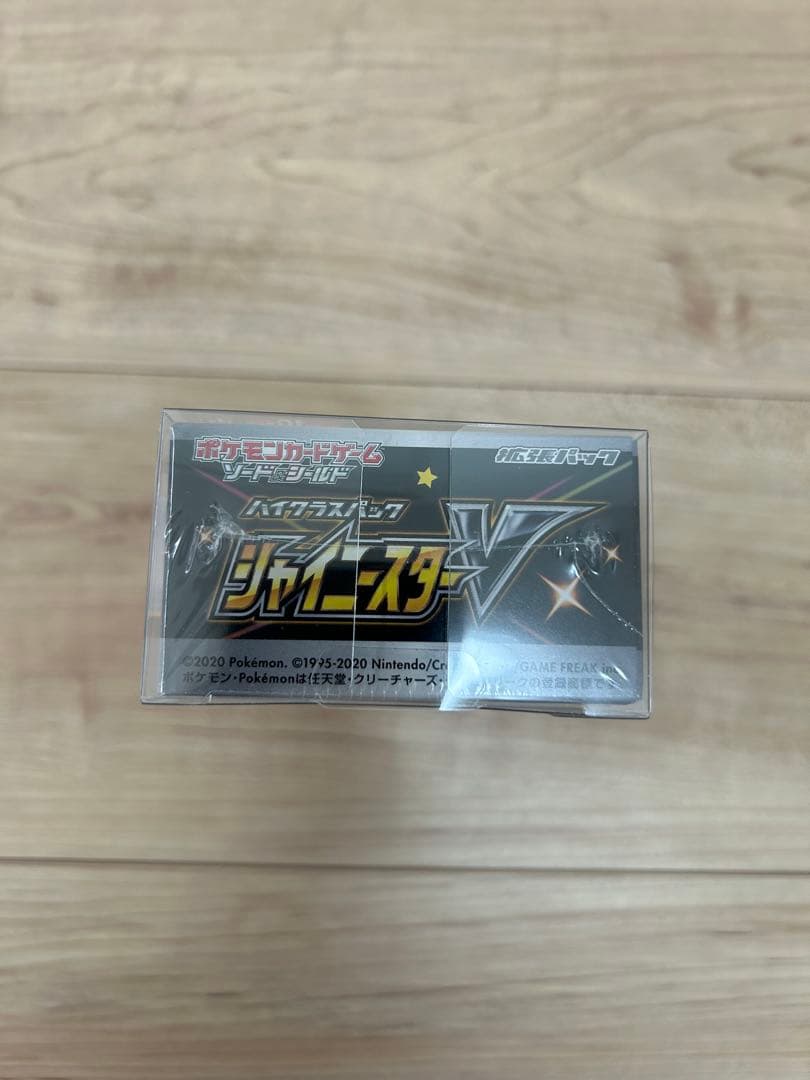 ポケモンカードゲーム
ソード&シールド
拡張パック
ハイクラスパック
シャイニースターV
©2020 Pokémon. ©1995-2020 Nintendo/Cre /GAME FREAK inc.
ポケモン・Pokémonは任天堂・クリーチャーズ・ ークの登録商標です